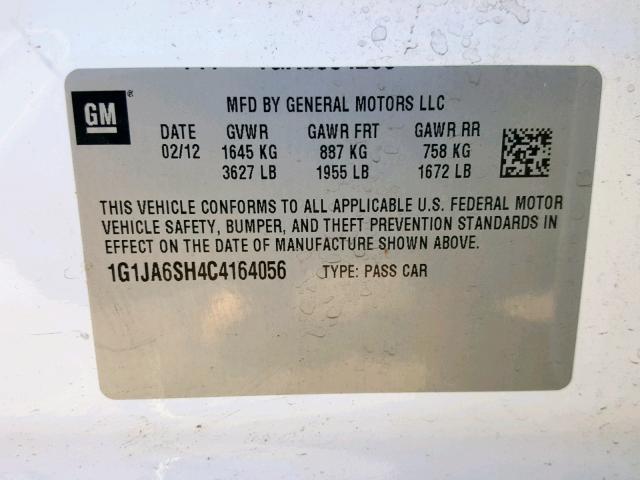 GM
MFD BY GENERAL MOTORS LLC
DATE GVWR GAWR FRT GAWR RR
02/12 1645 KG 887 KG 758 KG
3627 LB 1955 LB 1672 LB
THIS VEHICLE CONFORMS TO ALL APPLICABLE U.S. FEDERAL MOTOR
VEHICLE SAFETY, BUMPER, AND THEFT PREVENTION STANDARDS IN
EFFECT ON THE DATE OF MANUFACTURE SHOWN ABOVE.
1G1JA6SH4C4164056 TYPE: PASS CAR